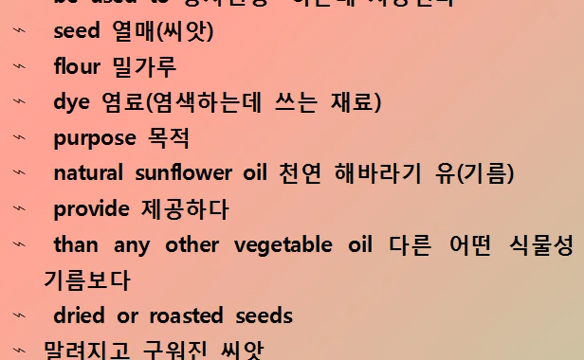 be used to
seed 열매(씨앗)
flour 밀가루
dye 염료(염색하는데 쓰는 재료)
purpose 목적
natural sunflower oil 천연 해바라기 유(기름)
provide 제공하다
than any other vegetable oil 다른 어떤 식물성
기름보다
dried or roasted seeds
말려지고 구워진 씨앗